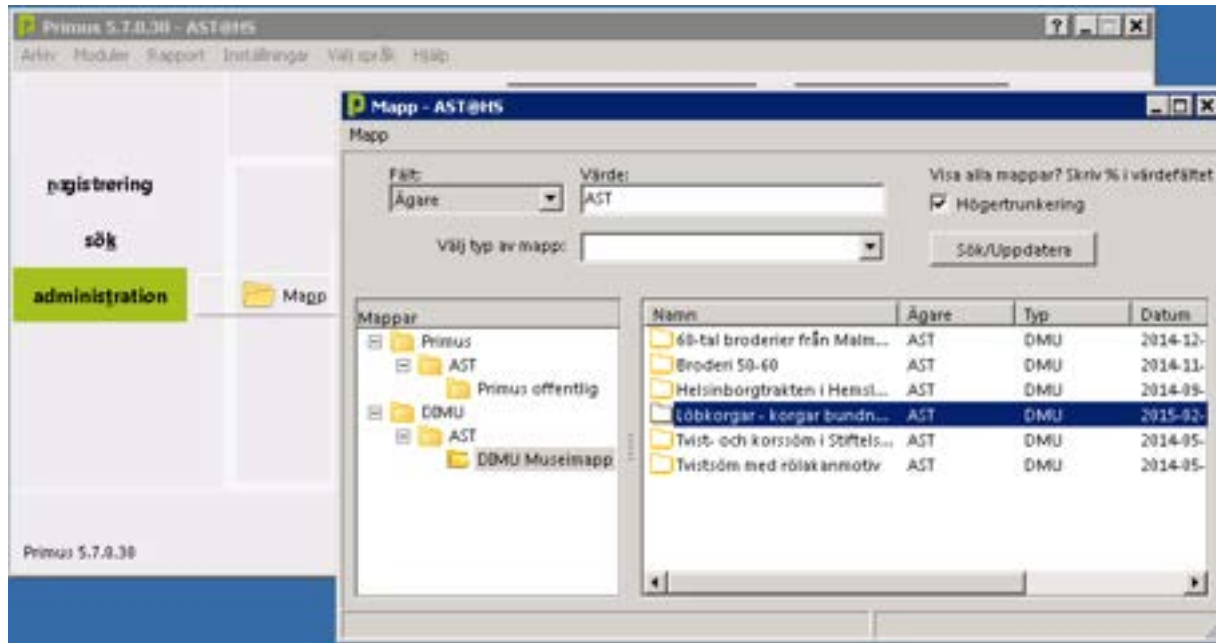 Primus 5.7.0.30 - AST@HS
Arkiv Moduler Rapport Inställningar Välj språk Hjälp
Mapp - AST@HS
Mapp
registrering
sök
administration
Mapp
Fält:
Värde:
Visa alla mappar? Skriv % i värdefältet
Ägare
AST
Högertrunkering
Välj typ av mapp:
Sök/Uppdatera
Mappar
Primus
AST
Primus offentlig
DIMU
AST
DIMU Museimapp
Namn Ägare Typ Datum
60-tal broderier från Malm... AST DMU 2014-12-
Broderi 50-60 AST DMU 2014-11-
Helsinborgtrakten i Hemsl... AST DMU 2014-09-
Löbkorgar - korgar bundn... AST DMU 2015-02-
Tvist- och korssöm i Stiftels... AST DMU 2014-05-
Tvistsöm med rölakanmotiv AST DMU 2014-05-
Primus 5.7.0.30